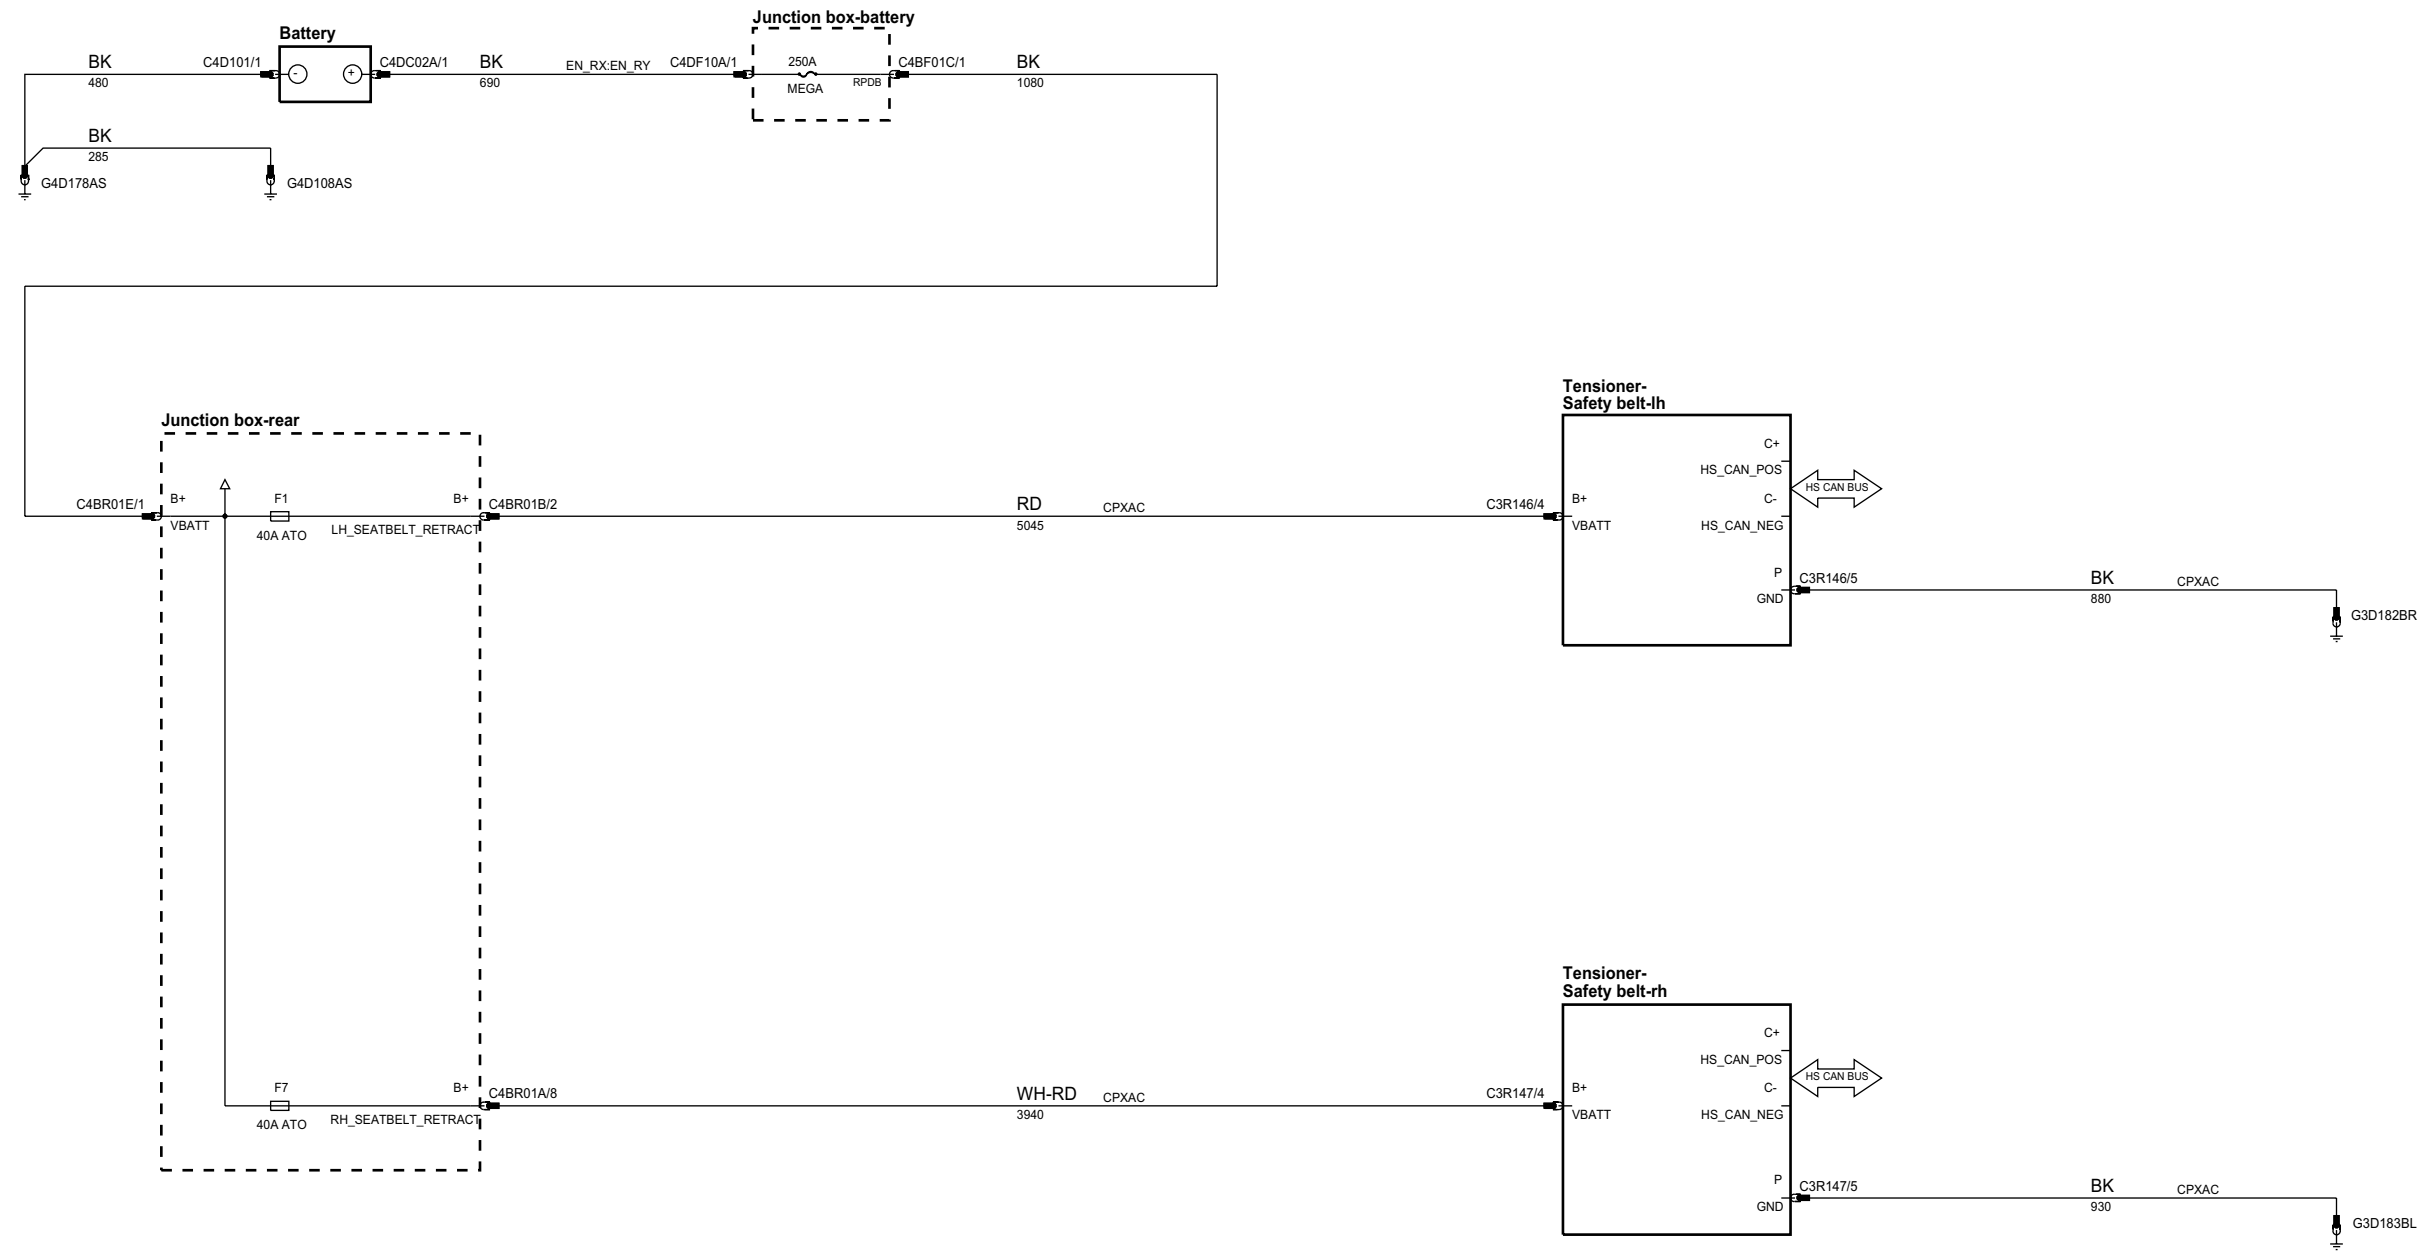 Junction box-battery
Battery
BK
480
C4D101/1
-
+
C4DC02A/1
BK
690
EN_RX:EN_RY
C4DF10A/1
250A
MEGA
RPDB
C4BF01C/1
BK
1080
BK
285
G4D178AS
G4D108AS
Junction box-rear
C4BR01E/1
B+
VBATT
F1
40A ATO
B+
LH_SEATBELT_RETRACT
C4BR01B/2
RD
5045
CPXAC
C3R146/4
Tensioner-
Safety belt-lh
B+
VBATT
C+
HS_CAN_POS
C-
HS_CAN_NEG
HS CAN BUS
P
GND
C3R146/5
BK
880
CPXAC
G3D182BR
F7
40A ATO
B+
RH_SEATBELT_RETRACT
C4BR01A/8
WH-RD
3940
CPXAC
C3R147/4
Tensioner-
Safety belt-rh
B+
VBATT
C+
HS_CAN_POS
C-
HS_CAN_NEG
HS CAN BUS
P
GND
C3R147/5
BK
930
CPXAC
G3D183BL